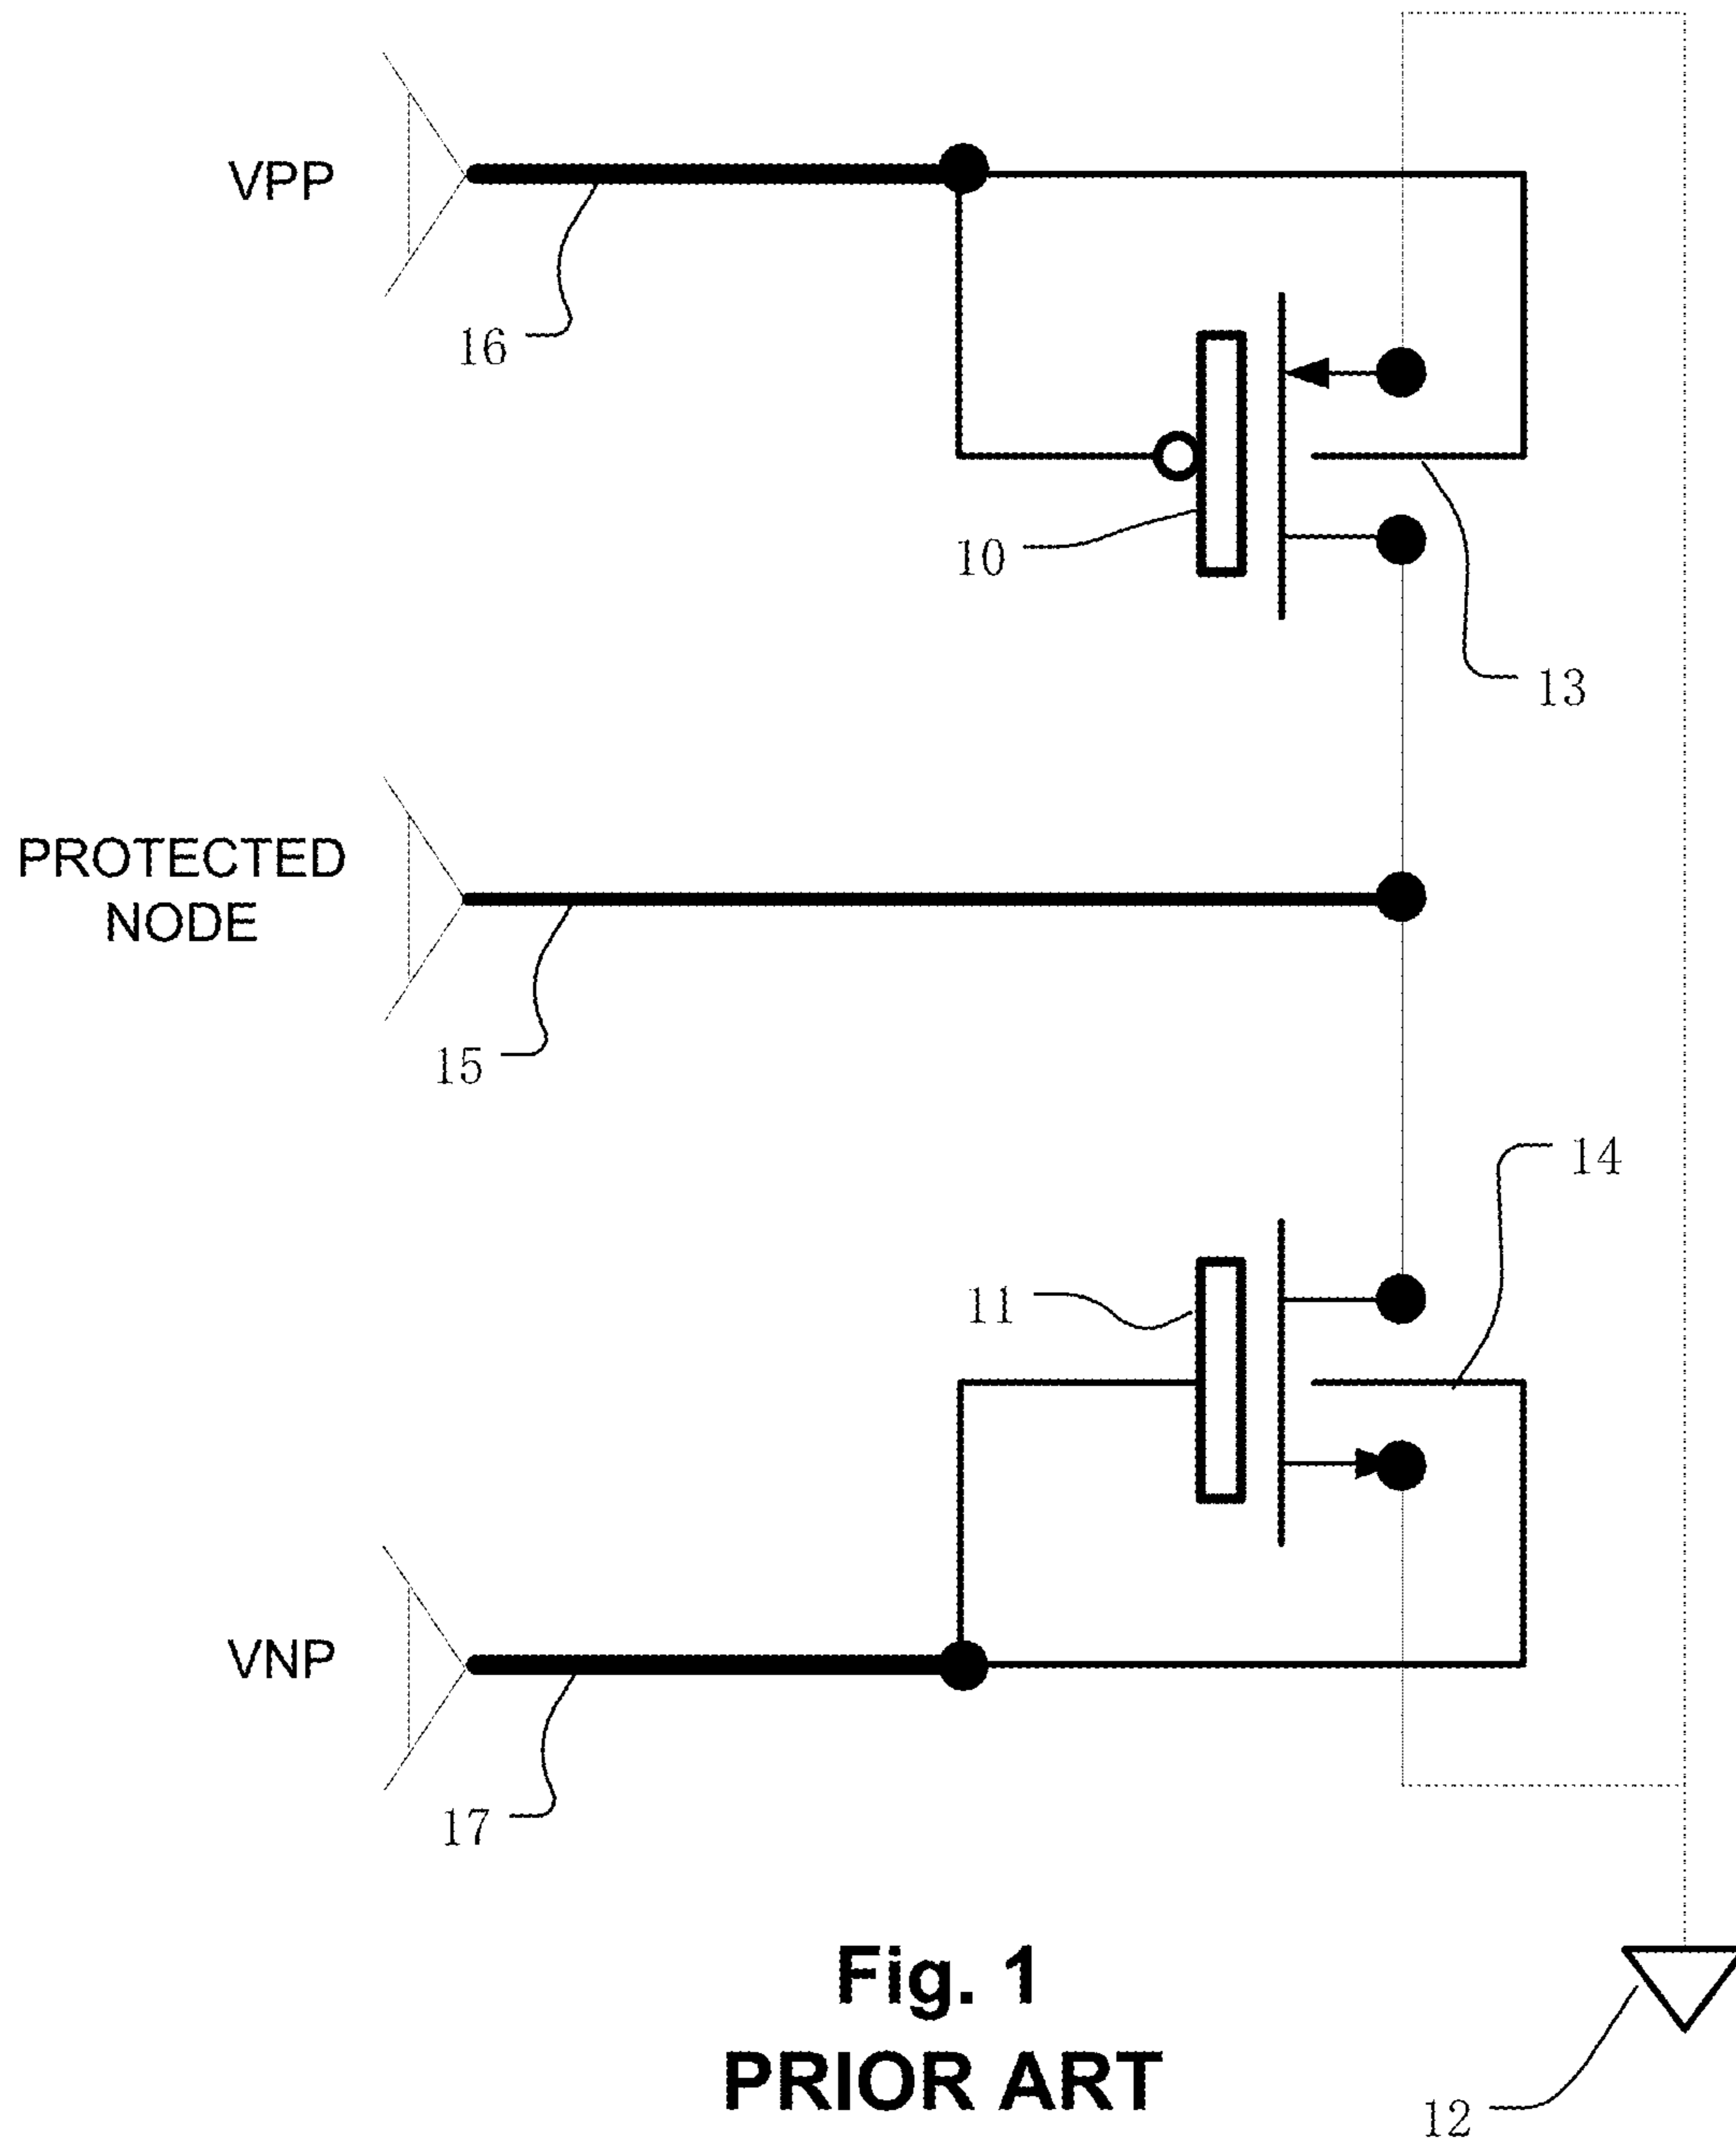 VPP
16
10
13
PROTECTED
NODE
15
14
11
VNP
17
Fig. 1
PRIOR ART
12